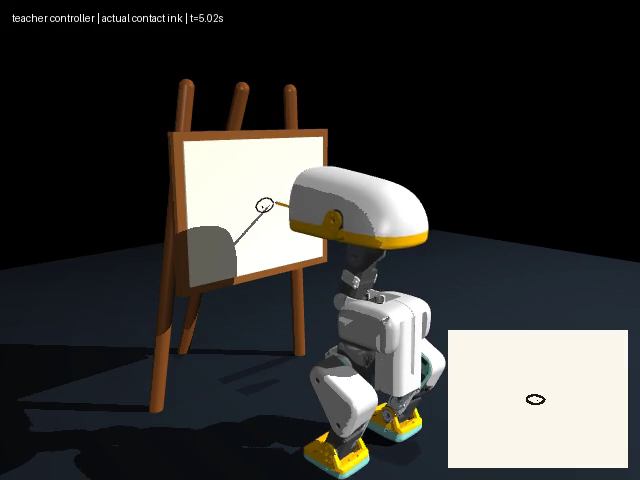 teacher controller | actual contact ink | t=5.02s